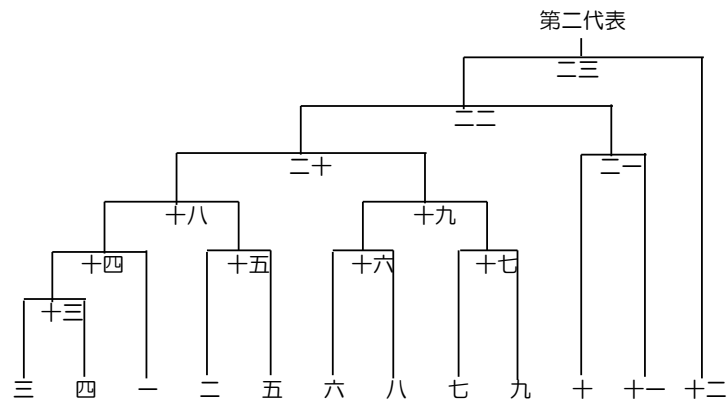 第二代表
二三
二二
二十
二一
十八
十九
十四
十五
十六
十七
十三
三 四 一 二 五 六 八 七 九 十 十一 十二